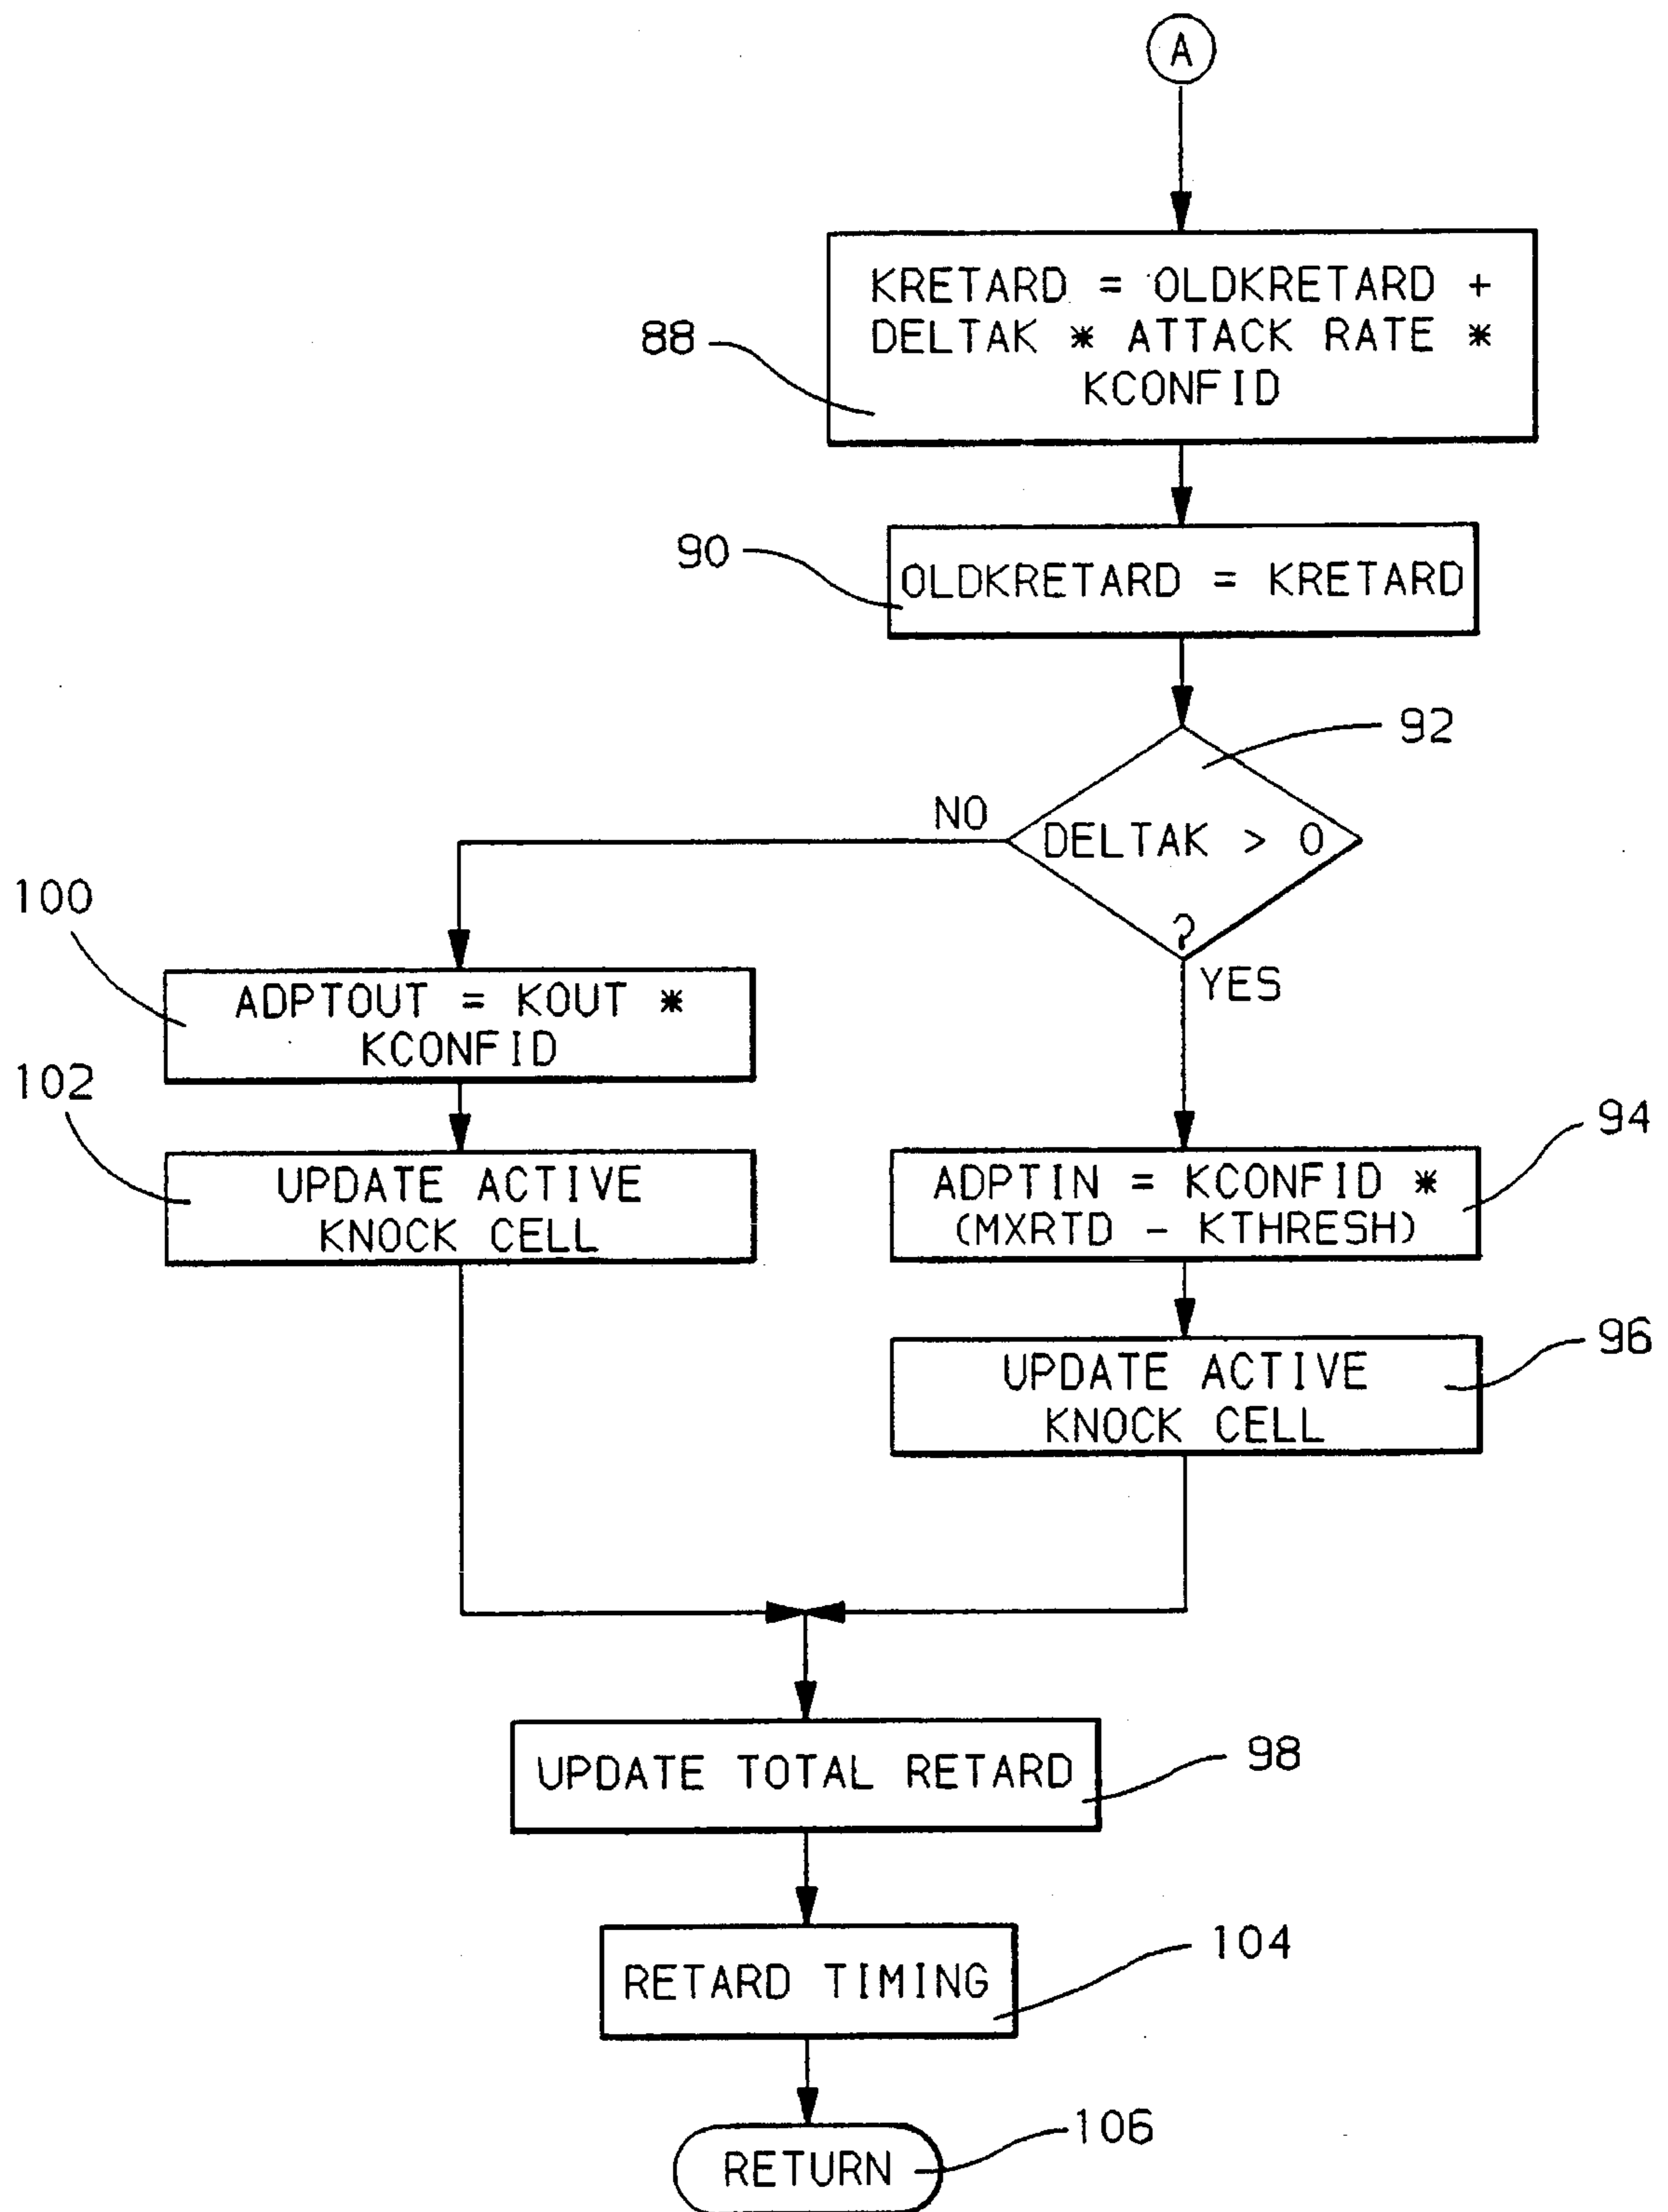 A
KRETARD = OLDKRETARD +
DELTAK * ATTACK RATE *
KCONFID
88
90
OLDKRETARD = KRETARD
92
NO
DELTAK > 0
?
YES
100
ADPTOUT = KOUT *
KCONFID
102
UPDATE ACTIVE
KNOCK CELL
94
ADPTIN = KCONFID *
(MXRTD - KTHRESH)
96
UPDATE ACTIVE
KNOCK CELL
UPDATE TOTAL RETARD
98
RETARD TIMING
104
RETURN
106